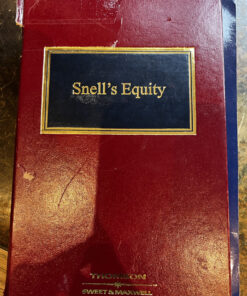 Snell's Equity
THOMSON
SWEET & MAXWELL